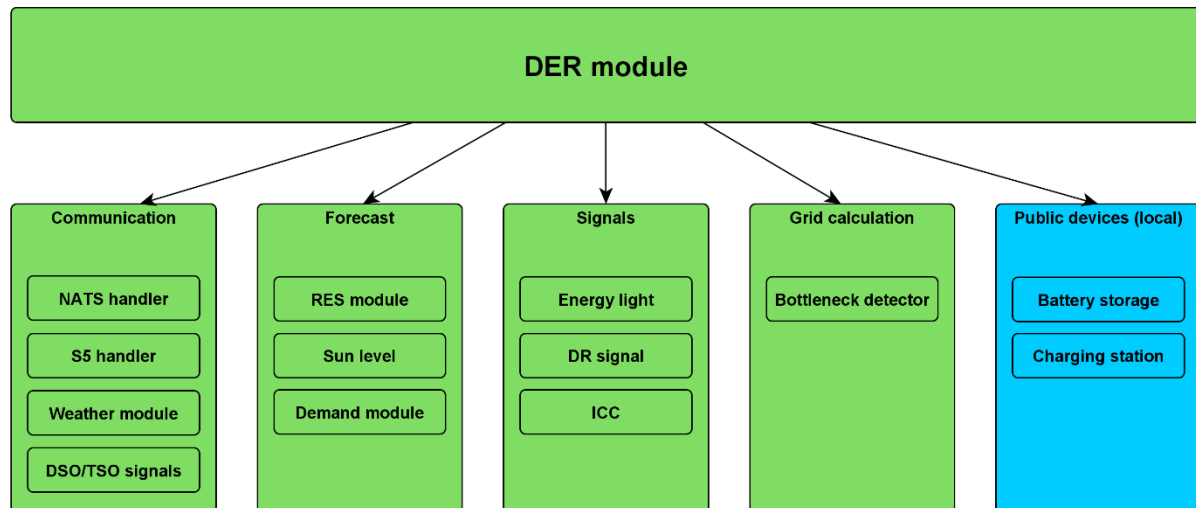 DER module
Communication
NATS handler
S5 handler
Weather module
DSO/TSO signals
Forecast
RES module
Sun level
Demand module
Signals
Energy light
DR signal
ICC
Grid calculation
Bottleneck detector
Public devices (local)
Battery storage
Charging station